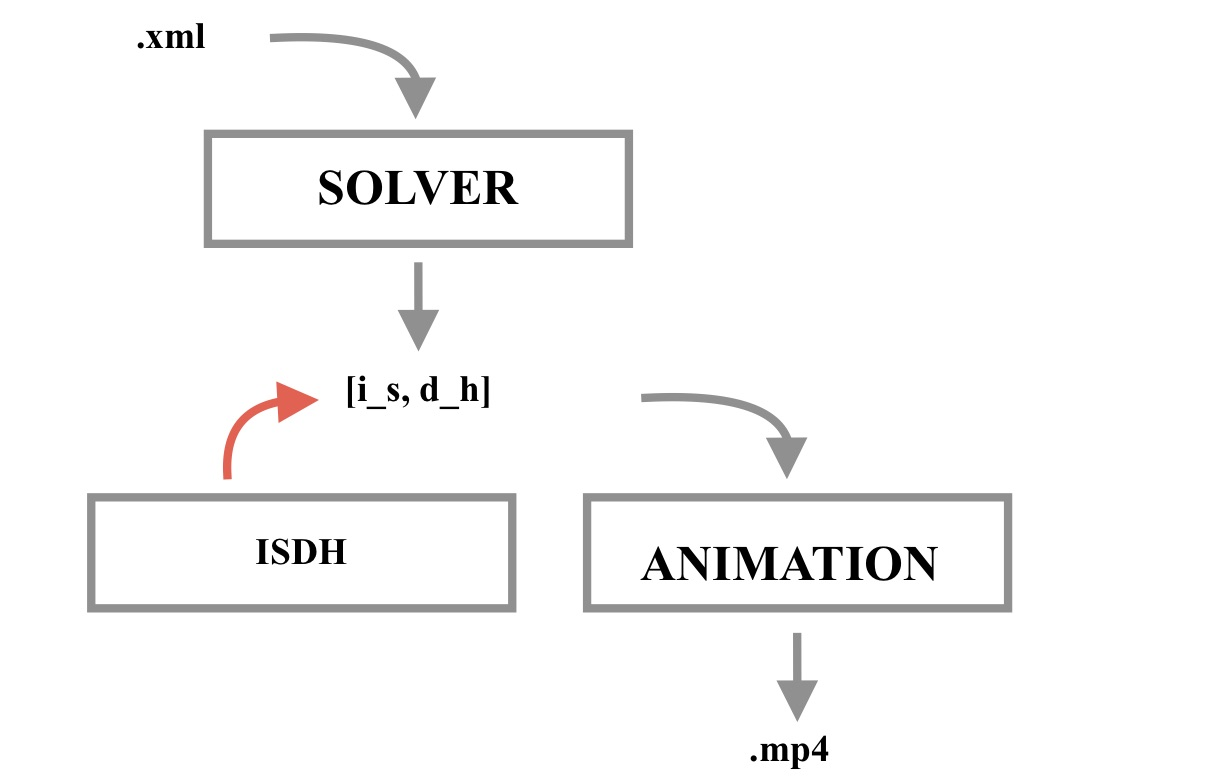 .xml
SOLVER
[i_s, d_h]
ISDH
ANIMATION
.mp4